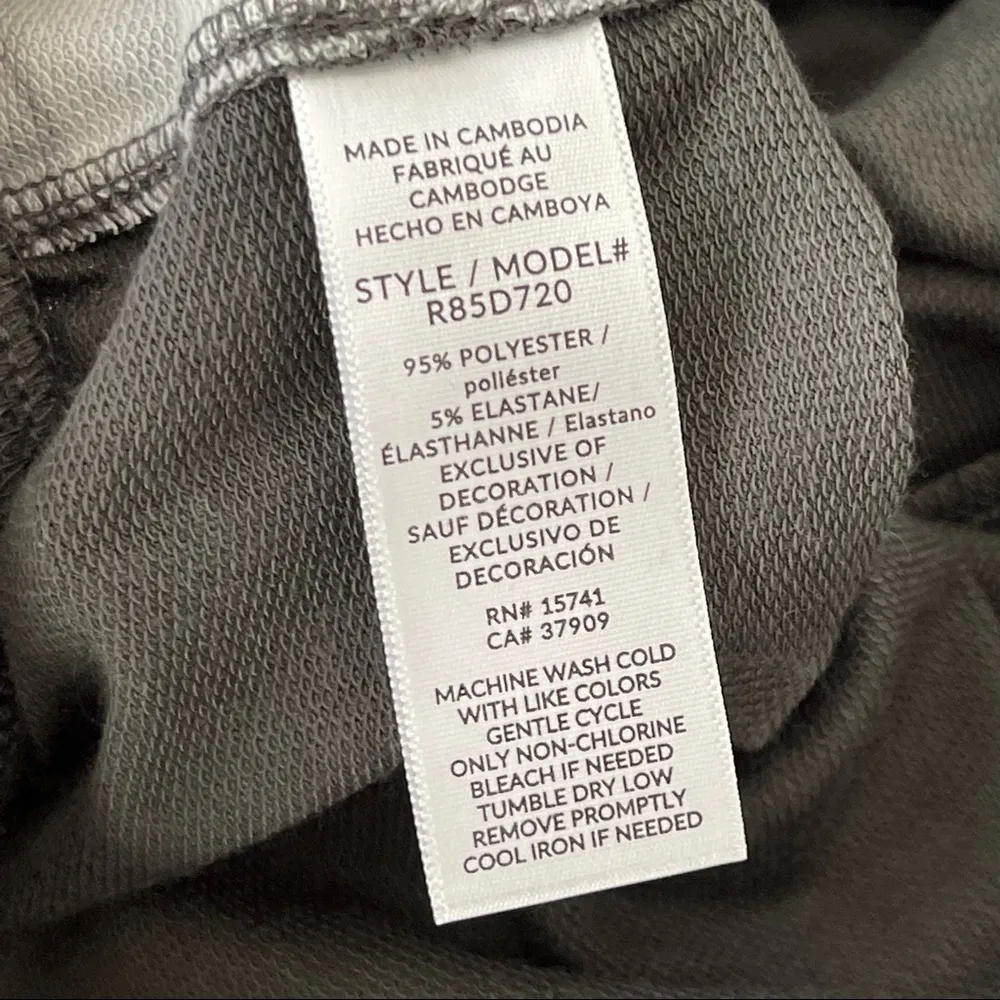 MADE IN CAMBODIA
FABRIQUÉ AU
CAMBODGE
HECHO EN CAMBOYA
STYLE / MODEL#
R85D720
95% POLYESTER /
poliéster
5% ELASTANE/
ÉLASTHANNE / Elastano
EXCLUSIVE OF
DECORATION /
SAUF DÉCORATION /
EXCLUSIVO DE
DECORACIÓN
RN# 15741
CA# 37909
MACHINE WASH COLD
WITH LIKE COLORS
GENTLE CYCLE
ONLY NON-CHLORINE
BLEACH IF NEEDED
TUMBLE DRY LOW
REMOVE PROMPTLY
COOL IRON IF NEEDED